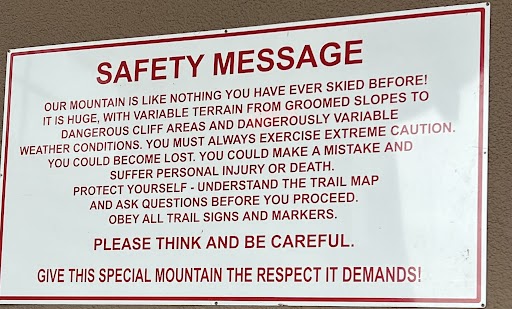 SAFETY MESSAGE
OUR MOUNTAIN IS LIKE NOTHING YOU HAVE EVER SKIED BEFORE!
IT IS HUGE, WITH VARIABLE TERRAIN FROM GROOMED SLOPES TO
DANGEROUS CLIFF AREAS AND DANGEROUSLY VARIABLE
WEATHER CONDITIONS. YOU MUST ALWAYS EXERCISE EXTREME CAUTION.
YOU COULD BECOME LOST. YOU COULD MAKE A MISTAKE AND
SUFFER PERSONAL INJURY OR DEATH.
PROTECT YOURSELF - UNDERSTAND THE TRAIL MAP
AND ASK QUESTIONS BEFORE YOU PROCEED.
OBEY ALL TRAIL SIGNS AND MARKERS.
PLEASE THINK AND BE CAREFUL.
GIVE THIS SPECIAL MOUNTAIN THE RESPECT IT DEMANDS!